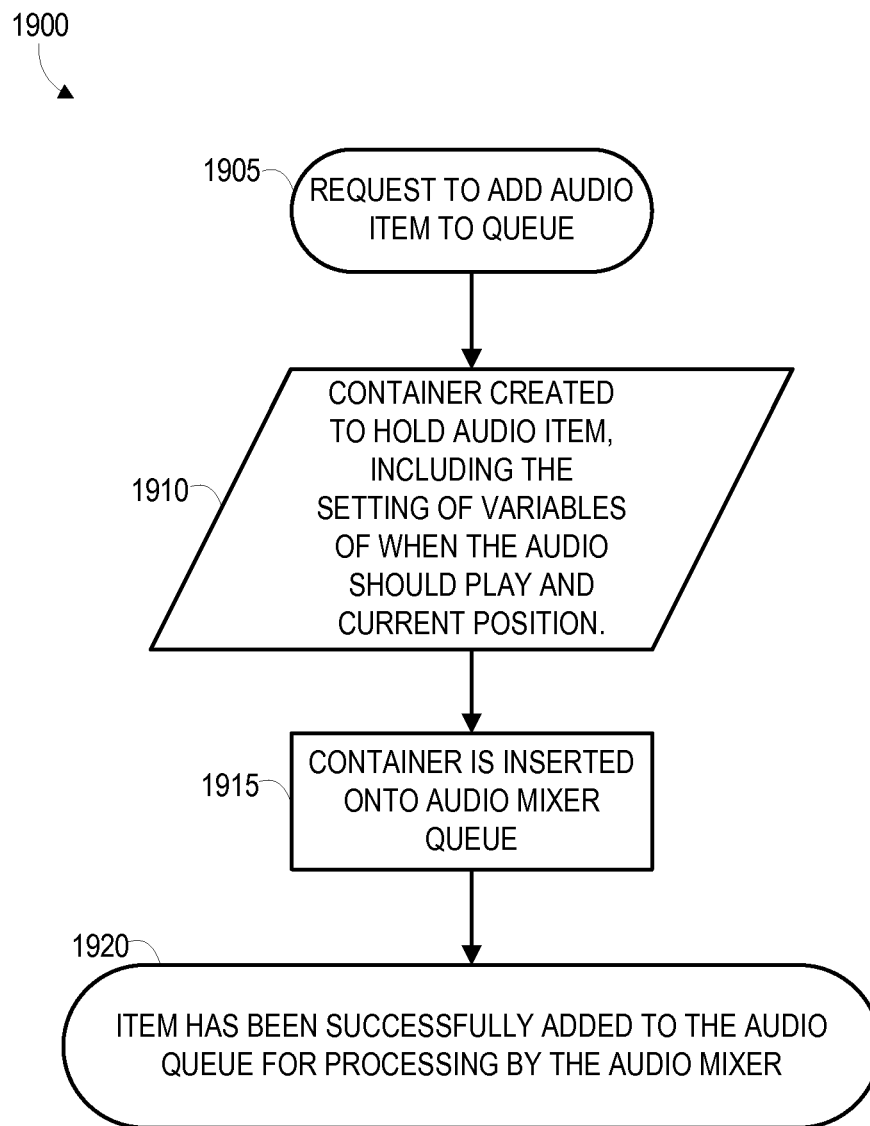 1900
1905
REQUEST TO ADD AUDIO
ITEM TO QUEUE
1910
CONTAINER CREATED
TO HOLD AUDIO ITEM,
INCLUDING THE
SETTING OF VARIABLES
OF WHEN THE AUDIO
SHOULD PLAY AND
CURRENT POSITION.
1915
CONTAINER IS INSERTED
ONTO AUDIO MIXER
QUEUE
1920
ITEM HAS BEEN SUCCESSFULLY ADDED TO THE AUDIO
QUEUE FOR PROCESSING BY THE AUDIO MIXER